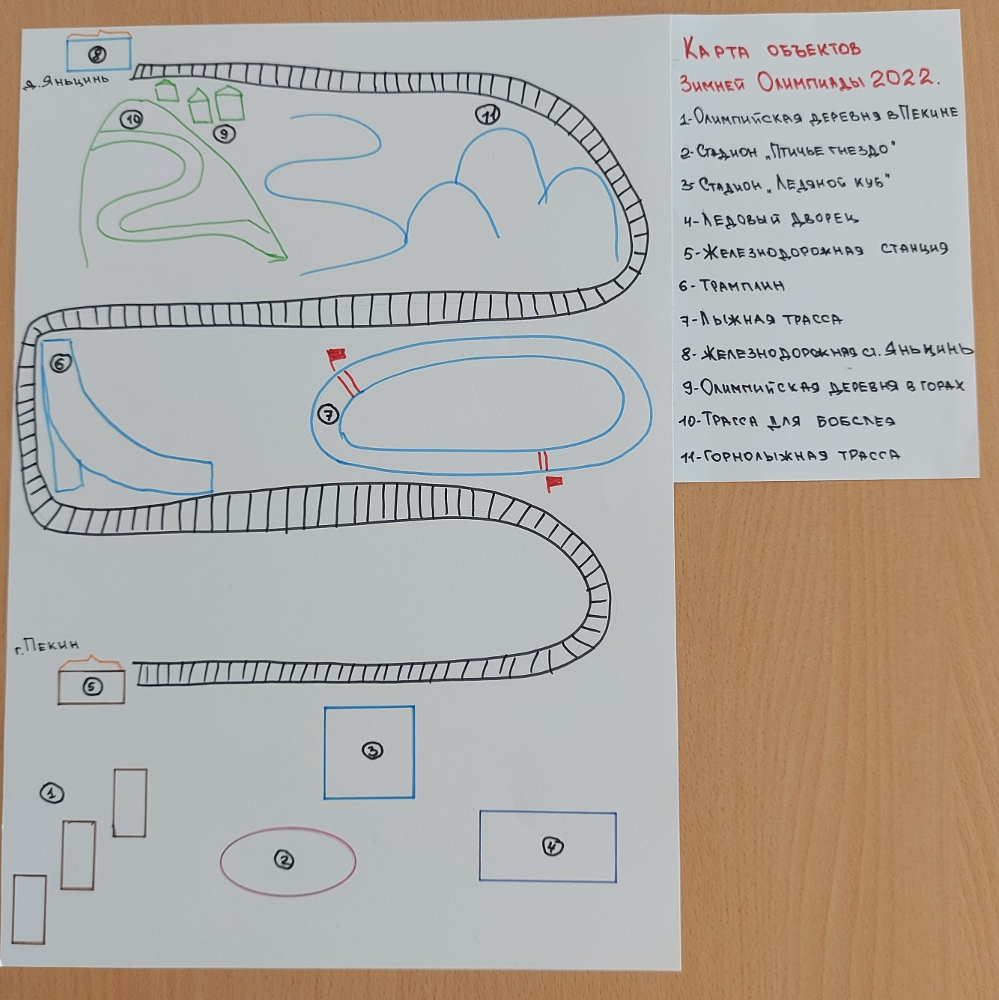 8
д. Яньцинь
10
9
11
6
7
г. Пекин
5
3
1
2
4
Карта объектов
Зимней Олимпиады 2022.
1-Олимпийская деревня в Пекине
2-Стадион „Птичье гнездо"
3-Стадион „Ледяной куб"
4-Ледовый дворец
5-Железнодорожная станция
6-Трамплин
7-Лыжная трасса
8-Железнодорожная ст. Яньцинь
9-Олимпийская деревня в горах
10-Трасса для бобслея
11-Горнолыжная трасса